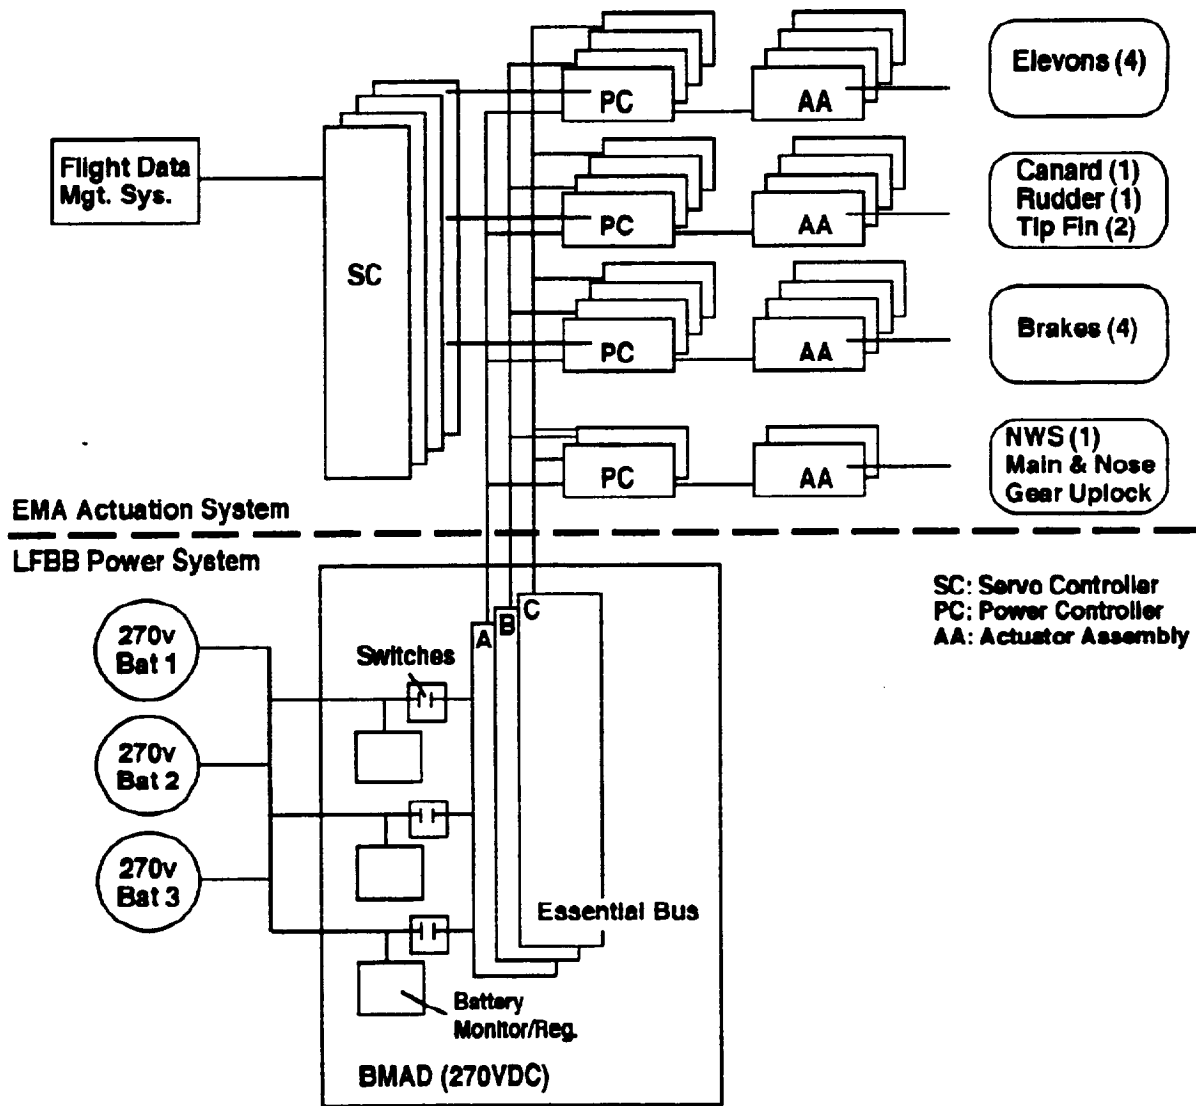 PC
AA
Elevons (4)
Flight Data
Mgt. Sys.
SC
PC
AA
Canard (1)
Rudder (1)
Tip Fin (2)
PC
AA
Brakes (4)
PC
AA
NWS (1)
Main & Nose
Gear Uplock
EMA Actuation System
LFBB Power System
SC: Servo Controller
PC: Power Controller
AA: Actuator Assembly
270v
Bat 1
270v
Bat 2
270v
Bat 3
Switches
A
B
C
Essential Bus
Battery
Monitor/Reg.
BMAD (270VDC)